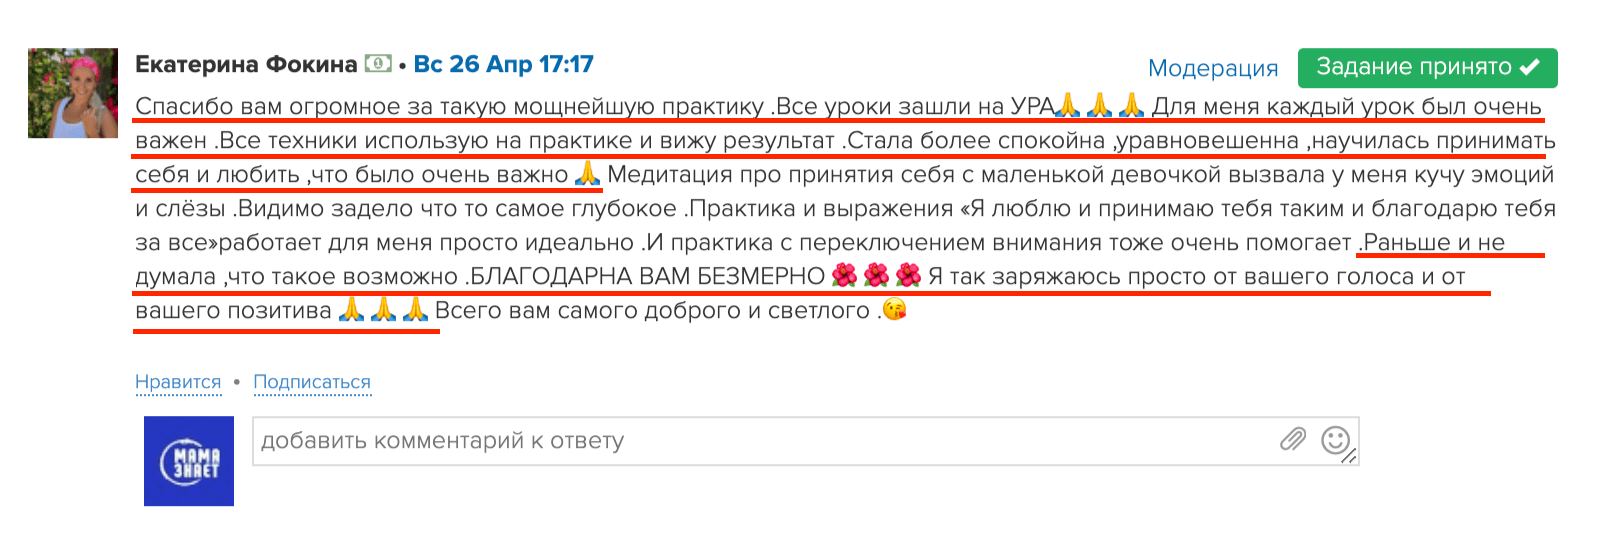 Екатерина Фокина • Вс 26 Апр 17:17
Модерация
Задание принято ✔
Спасибо вам огромное за такую мощнейшую практику .Все уроки зашли на УРА🙏🙏🙏 Для меня каждый урок был очень
важен .Все техники использую на практике и вижу результат .Стала более спокойна ,уравновешенна ,научилась принимать
себя и любить ,что было очень важно 🙏 Медитация про принятия себя с маленькой девочкой вызвала у меня кучу эмоций
и слёзы .Видимо задело что то самое глубокое .Практика и выражения «Я люблю и принимаю тебя таким и благодарю тебя
за все»работает для меня просто идеально .И практика с переключением внимания тоже очень помогает .Раньше и не
думала ,что такое возможно .БЛАГОДАРНА ВАМ БЕЗМЕРНО 🌺🌺🌺 Я так заряжаюсь просто от вашего голоса и от
вашего позитива 🙏🙏🙏 Всего вам самого доброго и светлого .😘
Нравится • Подписаться
МАМА
ЗНАЕТ
добавить комментарий к ответу